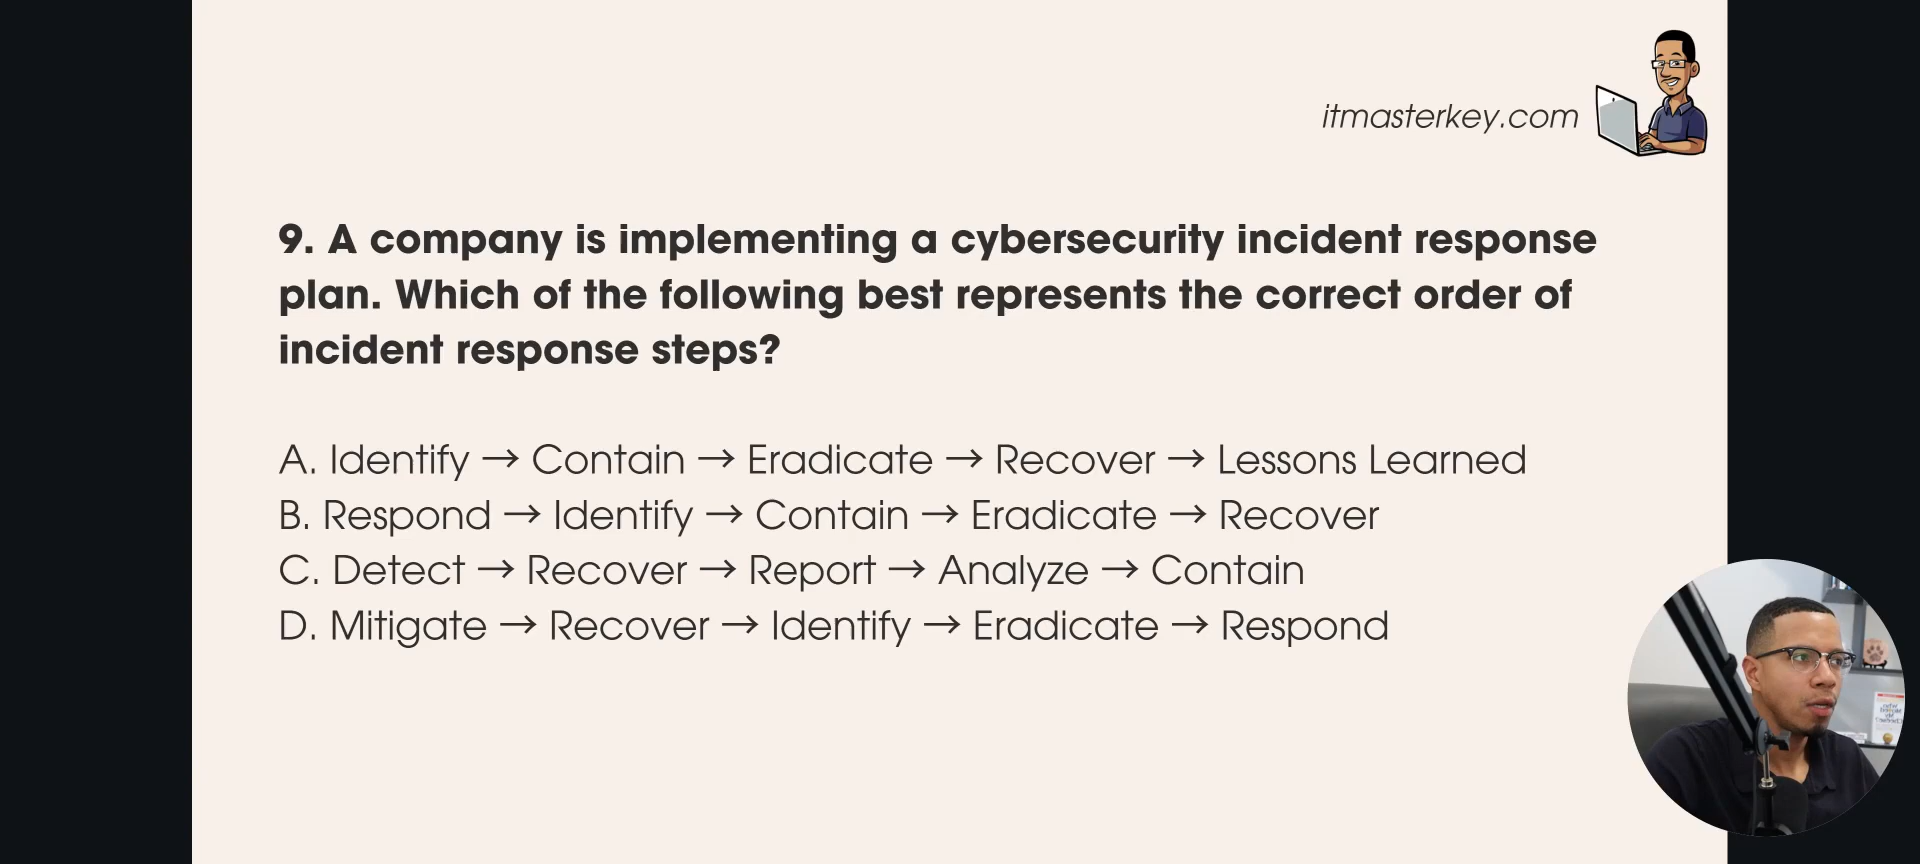 itmasterkey.com
9. A company is implementing a cybersecurity incident response
plan. Which of the following best represents the correct order of
incident response steps?
A. Identify → Contain → Eradicate → Recover → Lessons Learned
B. Respond → Identify → Contain → Eradicate → Recover
C. Detect → Recover → Report → Analyze → Contain
D. Mitigate → Recover → Identify → Eradicate → Respond